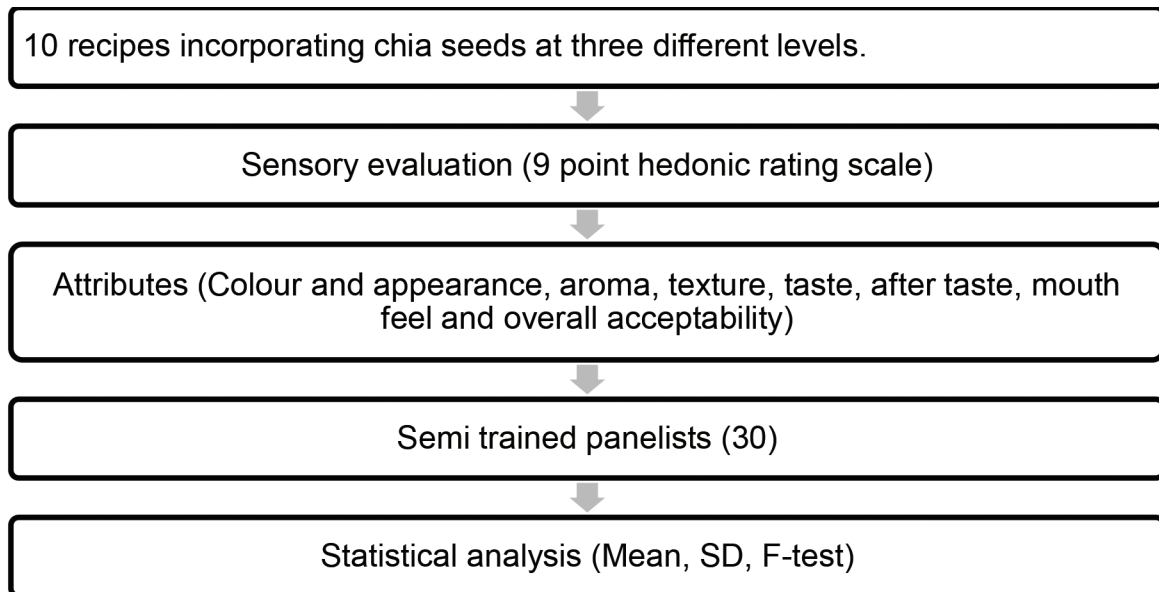 10 recipes incorporating chia seeds at three different levels.
Sensory evaluation (9 point hedonic rating scale)
Attributes (Colour and appearance, aroma, texture, taste, after taste, mouth
feel and overall acceptability)
Semi trained panelists (30)
Statistical analysis (Mean, SD, F-test)